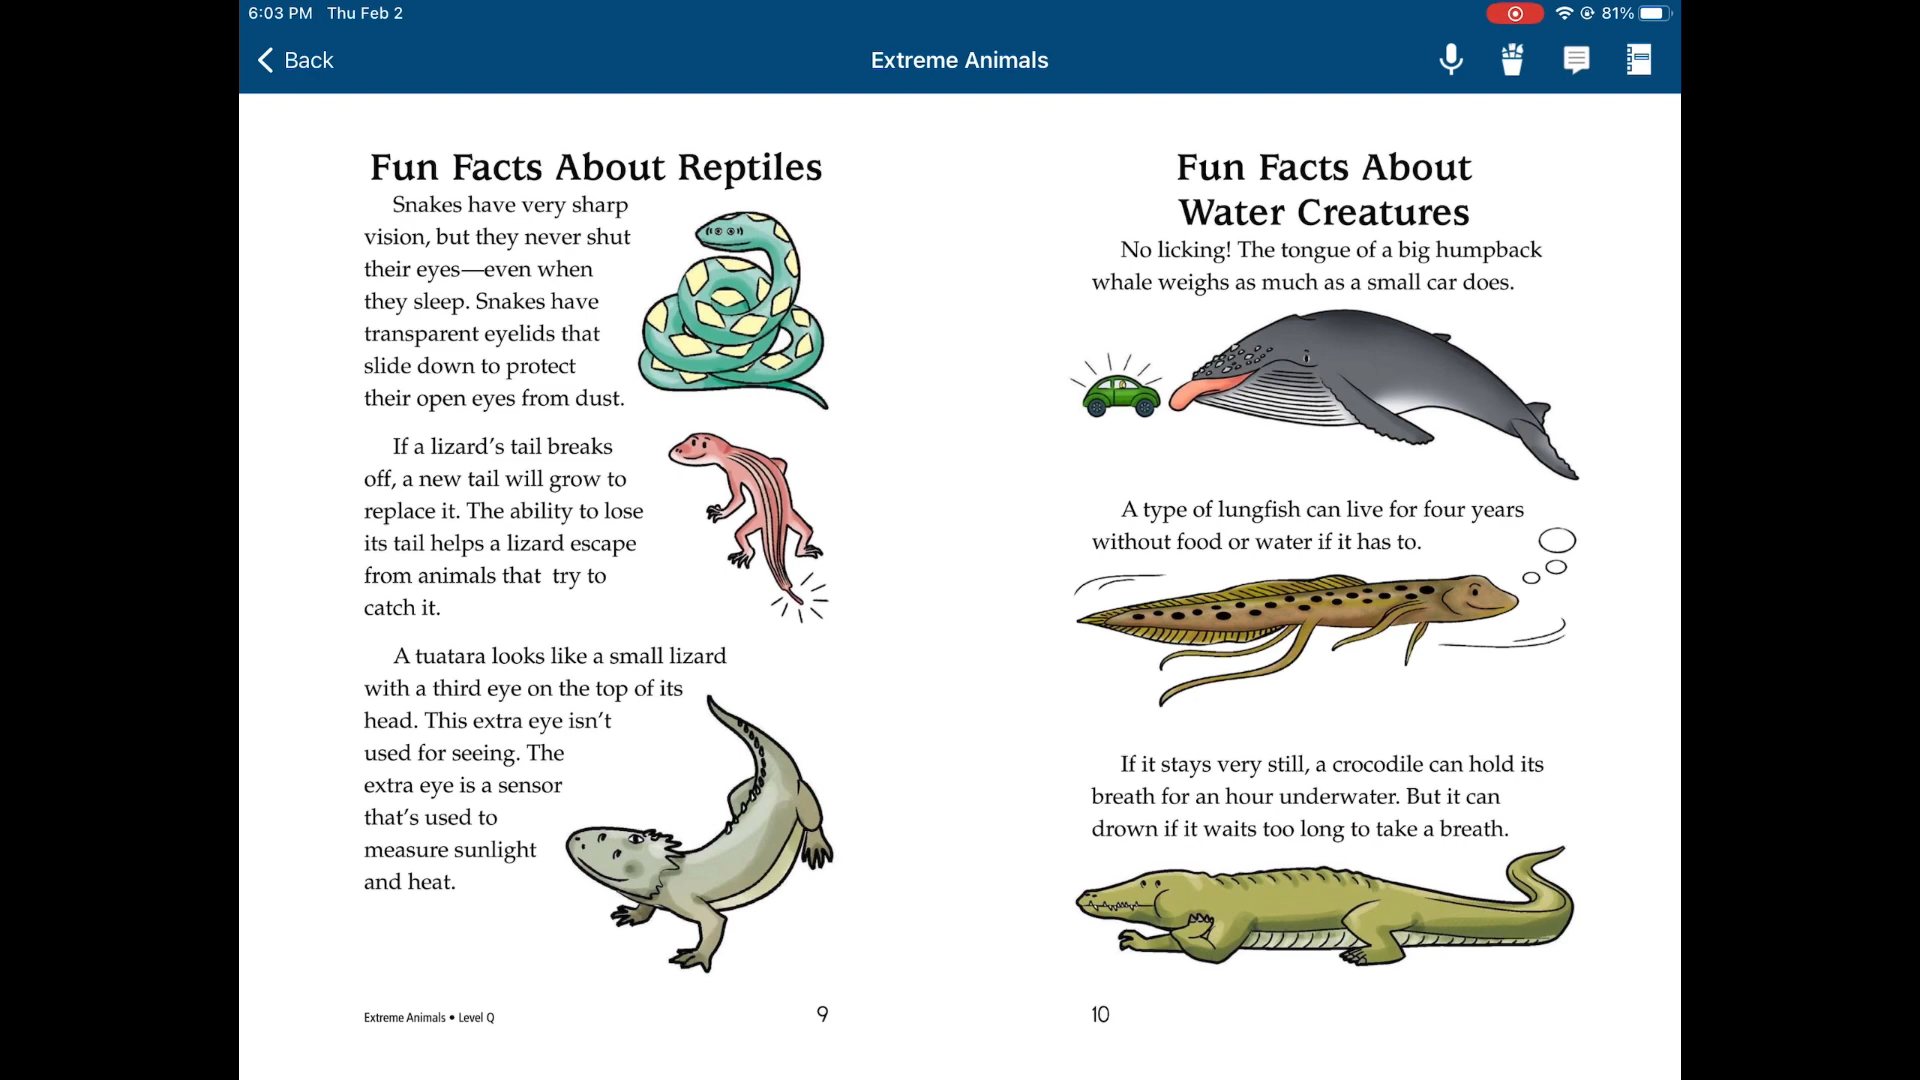 6:03 PM Thu Feb 2
81%
Back
Extreme Animals
Fun Facts About Reptiles
Snakes have very sharp
vision, but they never shut
their eyes—even when
they sleep. Snakes have
transparent eyelids that
slide down to protect
their open eyes from dust.
If a lizard's tail breaks
off, a new tail will grow to
replace it. The ability to lose
its tail helps a lizard escape
from animals that try to
catch it.
A tuatara looks like a small lizard
with a third eye on the top of its
head. This extra eye isn't
used for seeing. The
extra eye is a sensor
that's used to
measure sunlight
and heat.
Extreme Animals • Level Q
9
Fun Facts About
Water Creatures
No licking! The tongue of a big humpback
whale weighs as much as a small car does.
A type of lungfish can live for four years
without food or water if it has to.
If it stays very still, a crocodile can hold its
breath for an hour underwater. But it can
drown if it waits too long to take a breath.
10